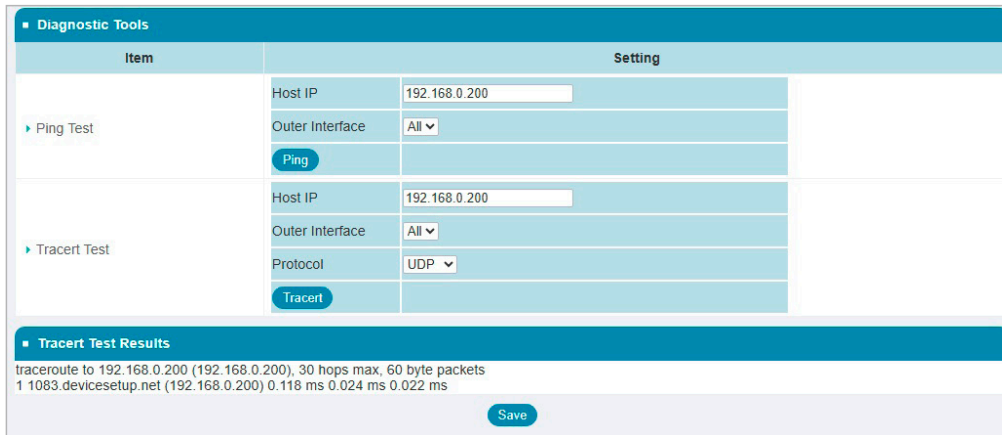 Diagnostic Tools
Item Setting
Ping Test
Host IP 192.168.0.200
Outer Interface All
Ping
Tracert Test
Host IP 192.168.0.200
Outer Interface All
Protocol UDP
Tracert
Tracert Test Results
traceroute to 192.168.0.200 (192.168.0.200), 30 hops max, 60 byte packets
1 1083.devicesetup.net (192.168.0.200) 0.118 ms 0.024 ms 0.022 ms
Save